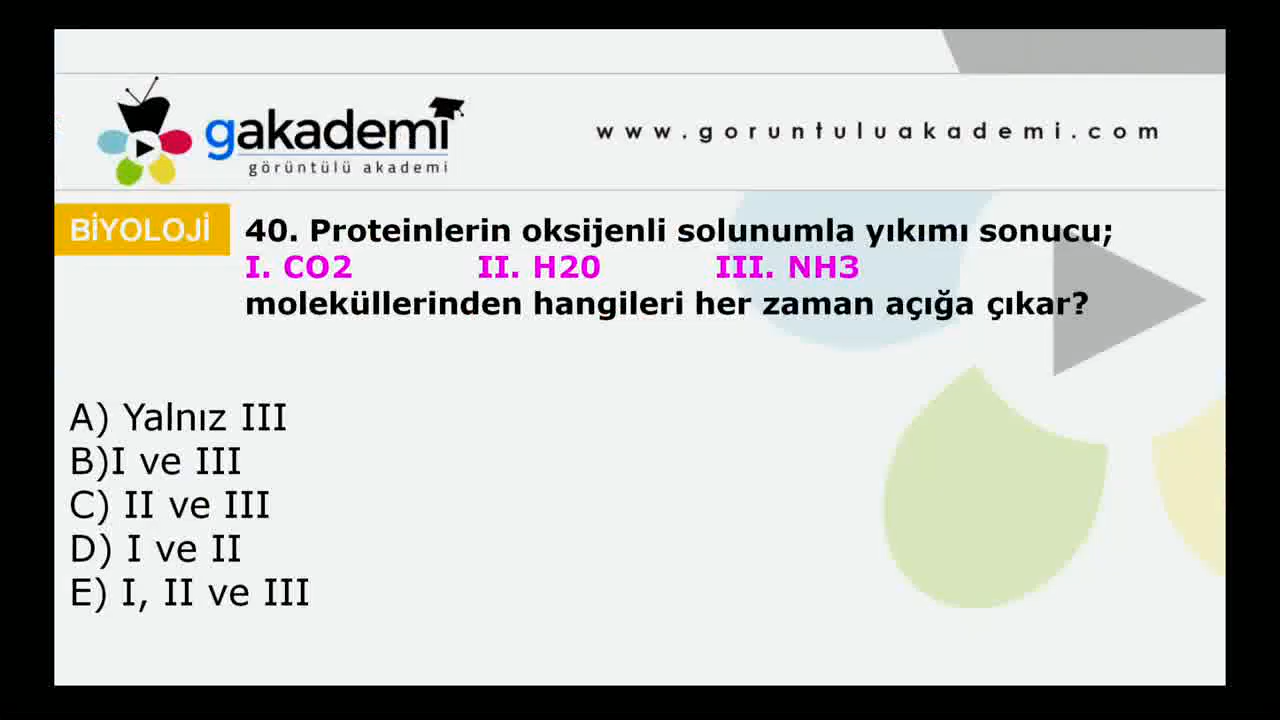 gakademi
görüntülü akademi
www.goruntuluakademi.com
BİYOLOJİ
40. Proteinlerin oksijenli solunumla yıkımı sonucu;
I. CO2 II. H20 III. NH3
moleküllerinden hangileri her zaman açığa çıkar?
A) Yalnız III
B)I ve III
C) II ve III
D) I ve II
E) I, II ve III